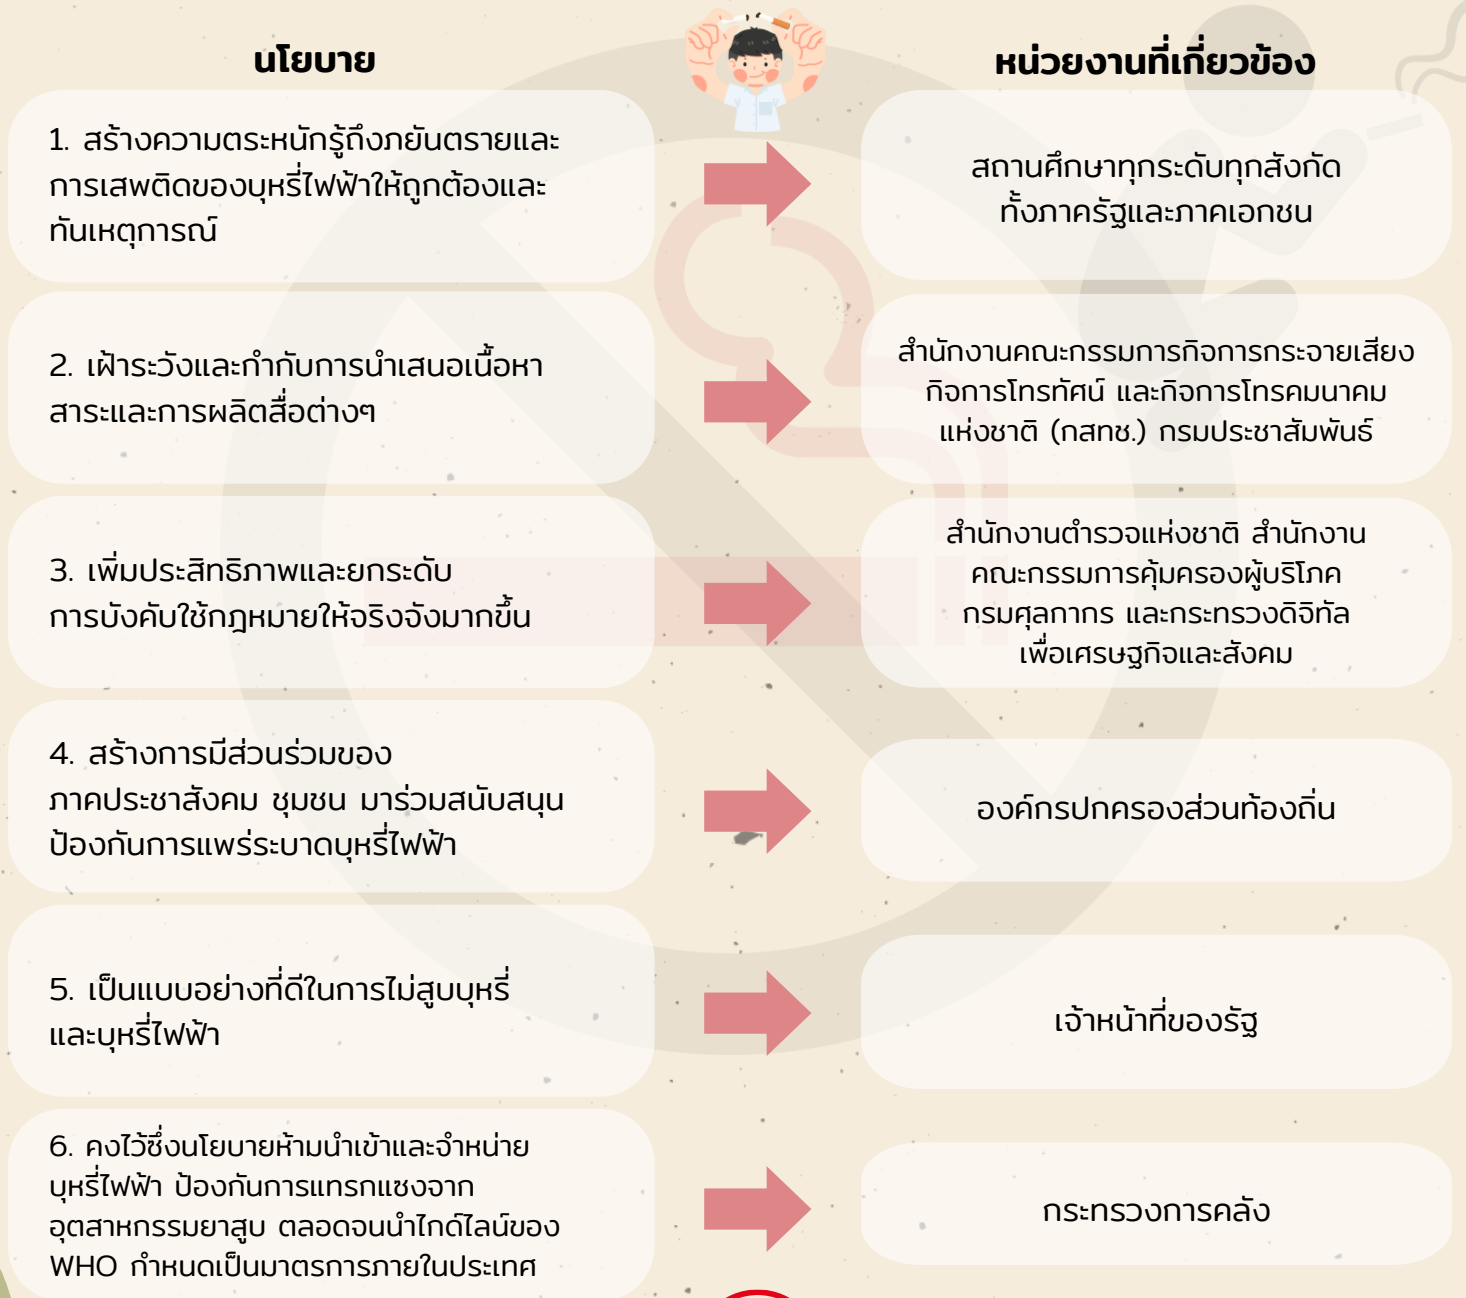 นโยบาย
หน่วยงานที่เกี่ยวข้อง
1. สร้างความตระหนักรู้ถึงภยันตรายและ
การเสพติดของบุหรี่ไฟฟ้าให้ถูกต้องและ
ทันเหตุการณ์
สถานศึกษาทุกระดับทุกสังกัด
ทั้งภาครัฐและภาคเอกชน
2. เฝ้าระวังและกำกับการนำเสนอเนื้อหา
สาระและการผลิตสื่อต่างๆ
สำนักงานคณะกรรมการกิจการกระจายเสียง
กิจการโทรทัศน์ และกิจการโทรคมนาคม
แห่งชาติ (กสทช.) กรมประชาสัมพันธ์
3. เพิ่มประสิทธิภาพและยกระดับ
การบังคับใช้กฎหมายให้จริงจังมากขึ้น
สำนักงานตำรวจแห่งชาติ สำนักงาน
คณะกรรมการคุ้มครองผู้บริโภค
กรมศุลกากร และกระทรวงดิจิทัล
เพื่อเศรษฐกิจและสังคม
4. สร้างการมีส่วนร่วมของ
ภาคประชาสังคม ชุมชน มาร่วมสนับสนุน
ป้องกันการแพร่ระบาดบุหรี่ไฟฟ้า
องค์กรปกครองส่วนท้องถิ่น
5. เป็นแบบอย่างที่ดีในการไม่สูบบุหรี่
และบุหรี่ไฟฟ้า
เจ้าหน้าที่ของรัฐ
6. คงไว้ซึ่งนโยบายห้ามนำเข้าและจำหน่าย
บุหรี่ไฟฟ้า ป้องกันการแทรกแซงจาก
อุตสาหกรรมยาสูบ ตลอดจนนำไกด์ไลน์ของ
WHO กำหนดเป็นมาตรการภายในประเทศ
กระทรวงการคลัง